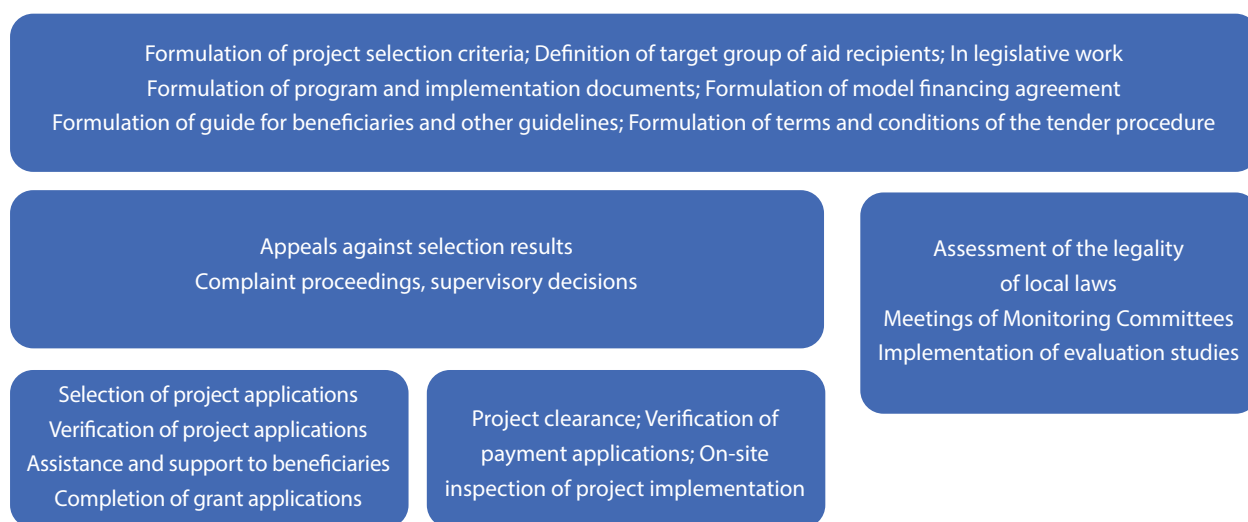 Formulation of project selection criteria; Definition of target group of aid recipients; In legislative work
Formulation of program and implementation documents; Formulation of model financing agreement
Formulation of guide for beneficiaries and other guidelines; Formulation of terms and conditions of the tender procedure
Appeals against selection results
Complaint proceedings, supervisory decisions
Assessment of the legality
of local laws
Meetings of Monitoring Committees
Implementation of evaluation studies
Selection of project applications
Verification of project applications
Assistance and support to beneficiaries
Completion of grant applications
Project clearance; Verification of
payment applications; On-site
inspection of project implementation